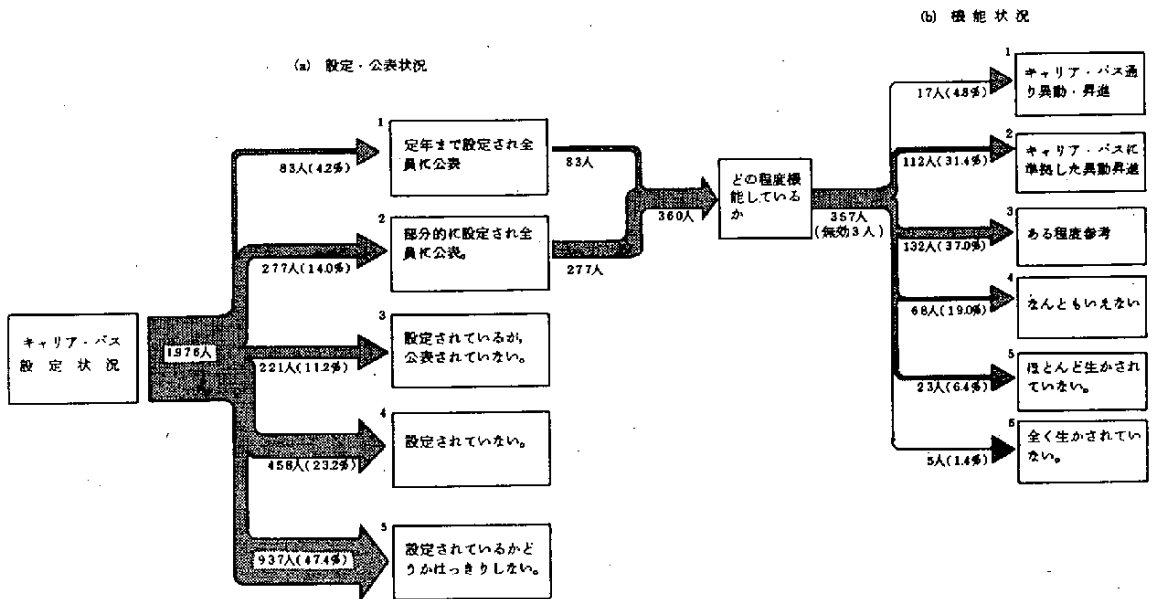 (b) 機能状況
(a) 設定・公表状況
キャリア・パス
設定状況
1,976人
1
83人(4.2%)
定年まで設定され全
員に公表
83人
2
277人(14.0%)
部分的に設定され全
員に公表。
277人
3
221人(11.2%)
設定されているが,
公表されていない。
4
458人(23.2%)
設定されていない。
5
937人(47.4%)
設定されているかど
うかはっきりしない。
360人
どの程度機
能している
か
357人
(無効3人)
1
17人(4.8%)
キャリア・パス通
り異動・昇進
2
112人(31.4%)
キャリア・パスに
準拠した異動昇進
3
132人(37.0%)
ある程度参考
4
68人(19.0%)
なんともいえない
5
23人(6.4%)
ほとんど生かされ
ていない。
6
5人(1.4%)
全く生かされてい
ない。